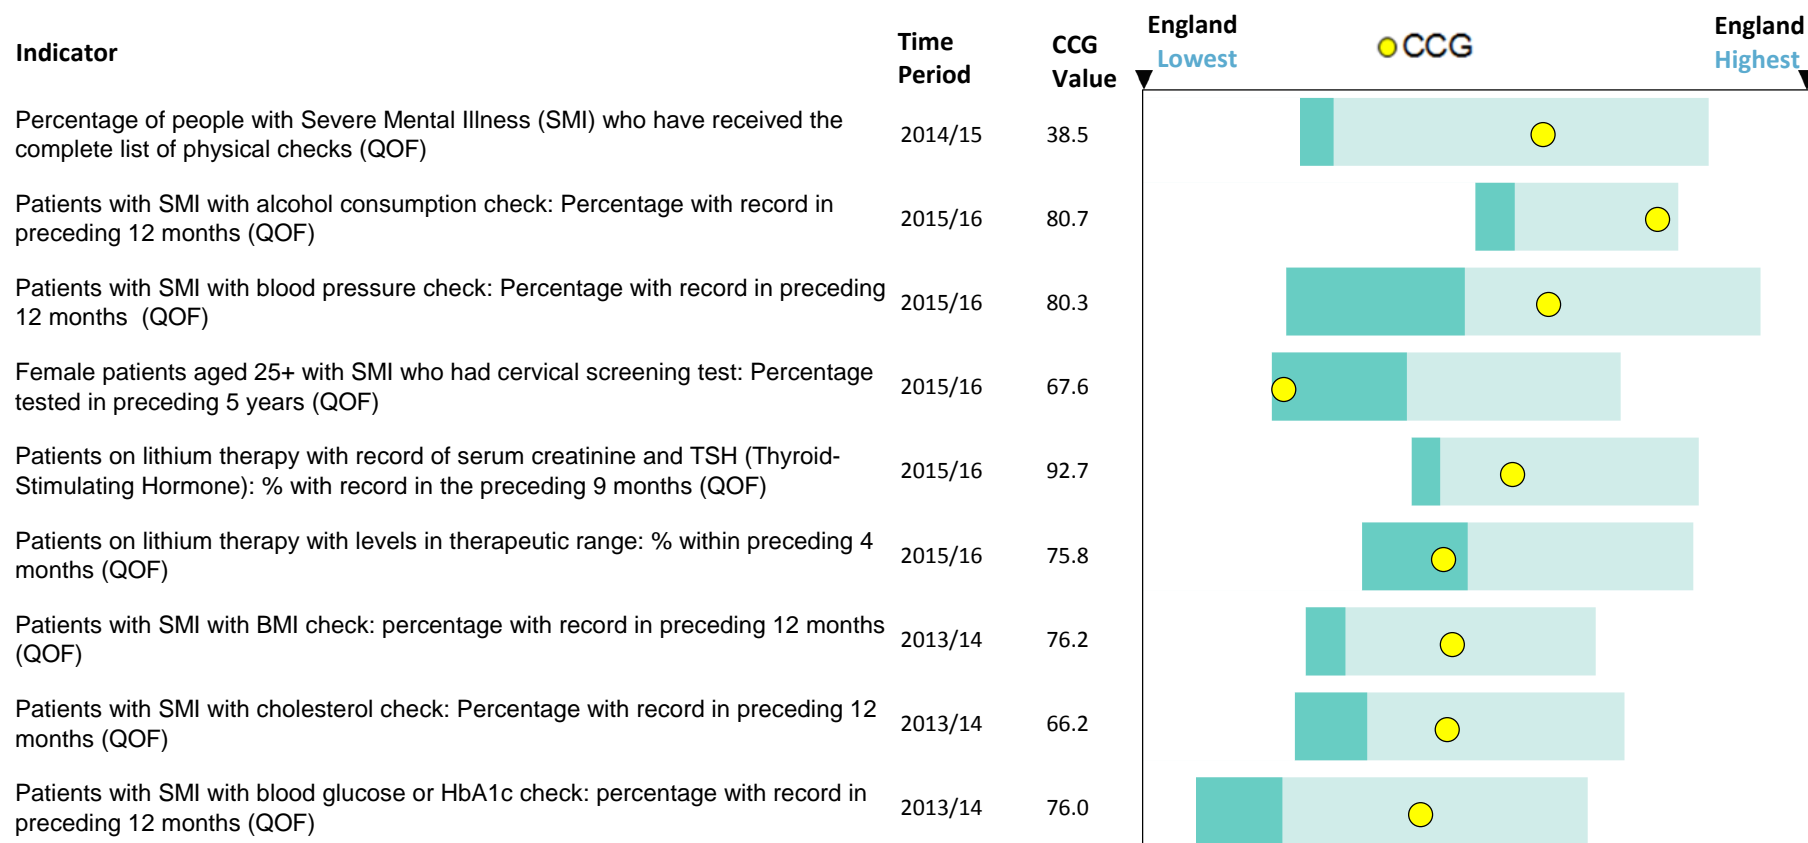 Indicator
Time
Period
CCG
Value
England
Lowest
CCG
England
Highest
Percentage of people with Severe Mental Illness (SMI) who have received the
complete list of physical checks (QOF)
2014/15
38.5
Patients with SMI with alcohol consumption check: Percentage with record in
preceding 12 months (QOF)
2015/16
80.7
Patients with SMI with blood pressure check: Percentage with record in preceding
12 months  (QOF)
2015/16
80.3
Female patients aged 25+ with SMI who had cervical screening test: Percentage
tested in preceding 5 years (QOF)
2015/16
67.6
Patients on lithium therapy with record of serum creatinine and TSH (Thyroid-
Stimulating Hormone): % with record in the preceding 9 months (QOF)
2015/16
92.7
Patients on lithium therapy with levels in therapeutic range: % within preceding 4
months (QOF)
2015/16
75.8
Patients with SMI with BMI check: percentage with record in preceding 12 months
(QOF)
2013/14
76.2
Patients with SMI with cholesterol check: Percentage with record in preceding 12
months (QOF)
2013/14
66.2
Patients with SMI with blood glucose or HbA1c check: percentage with record in
preceding 12 months (QOF)
2013/14
76.0